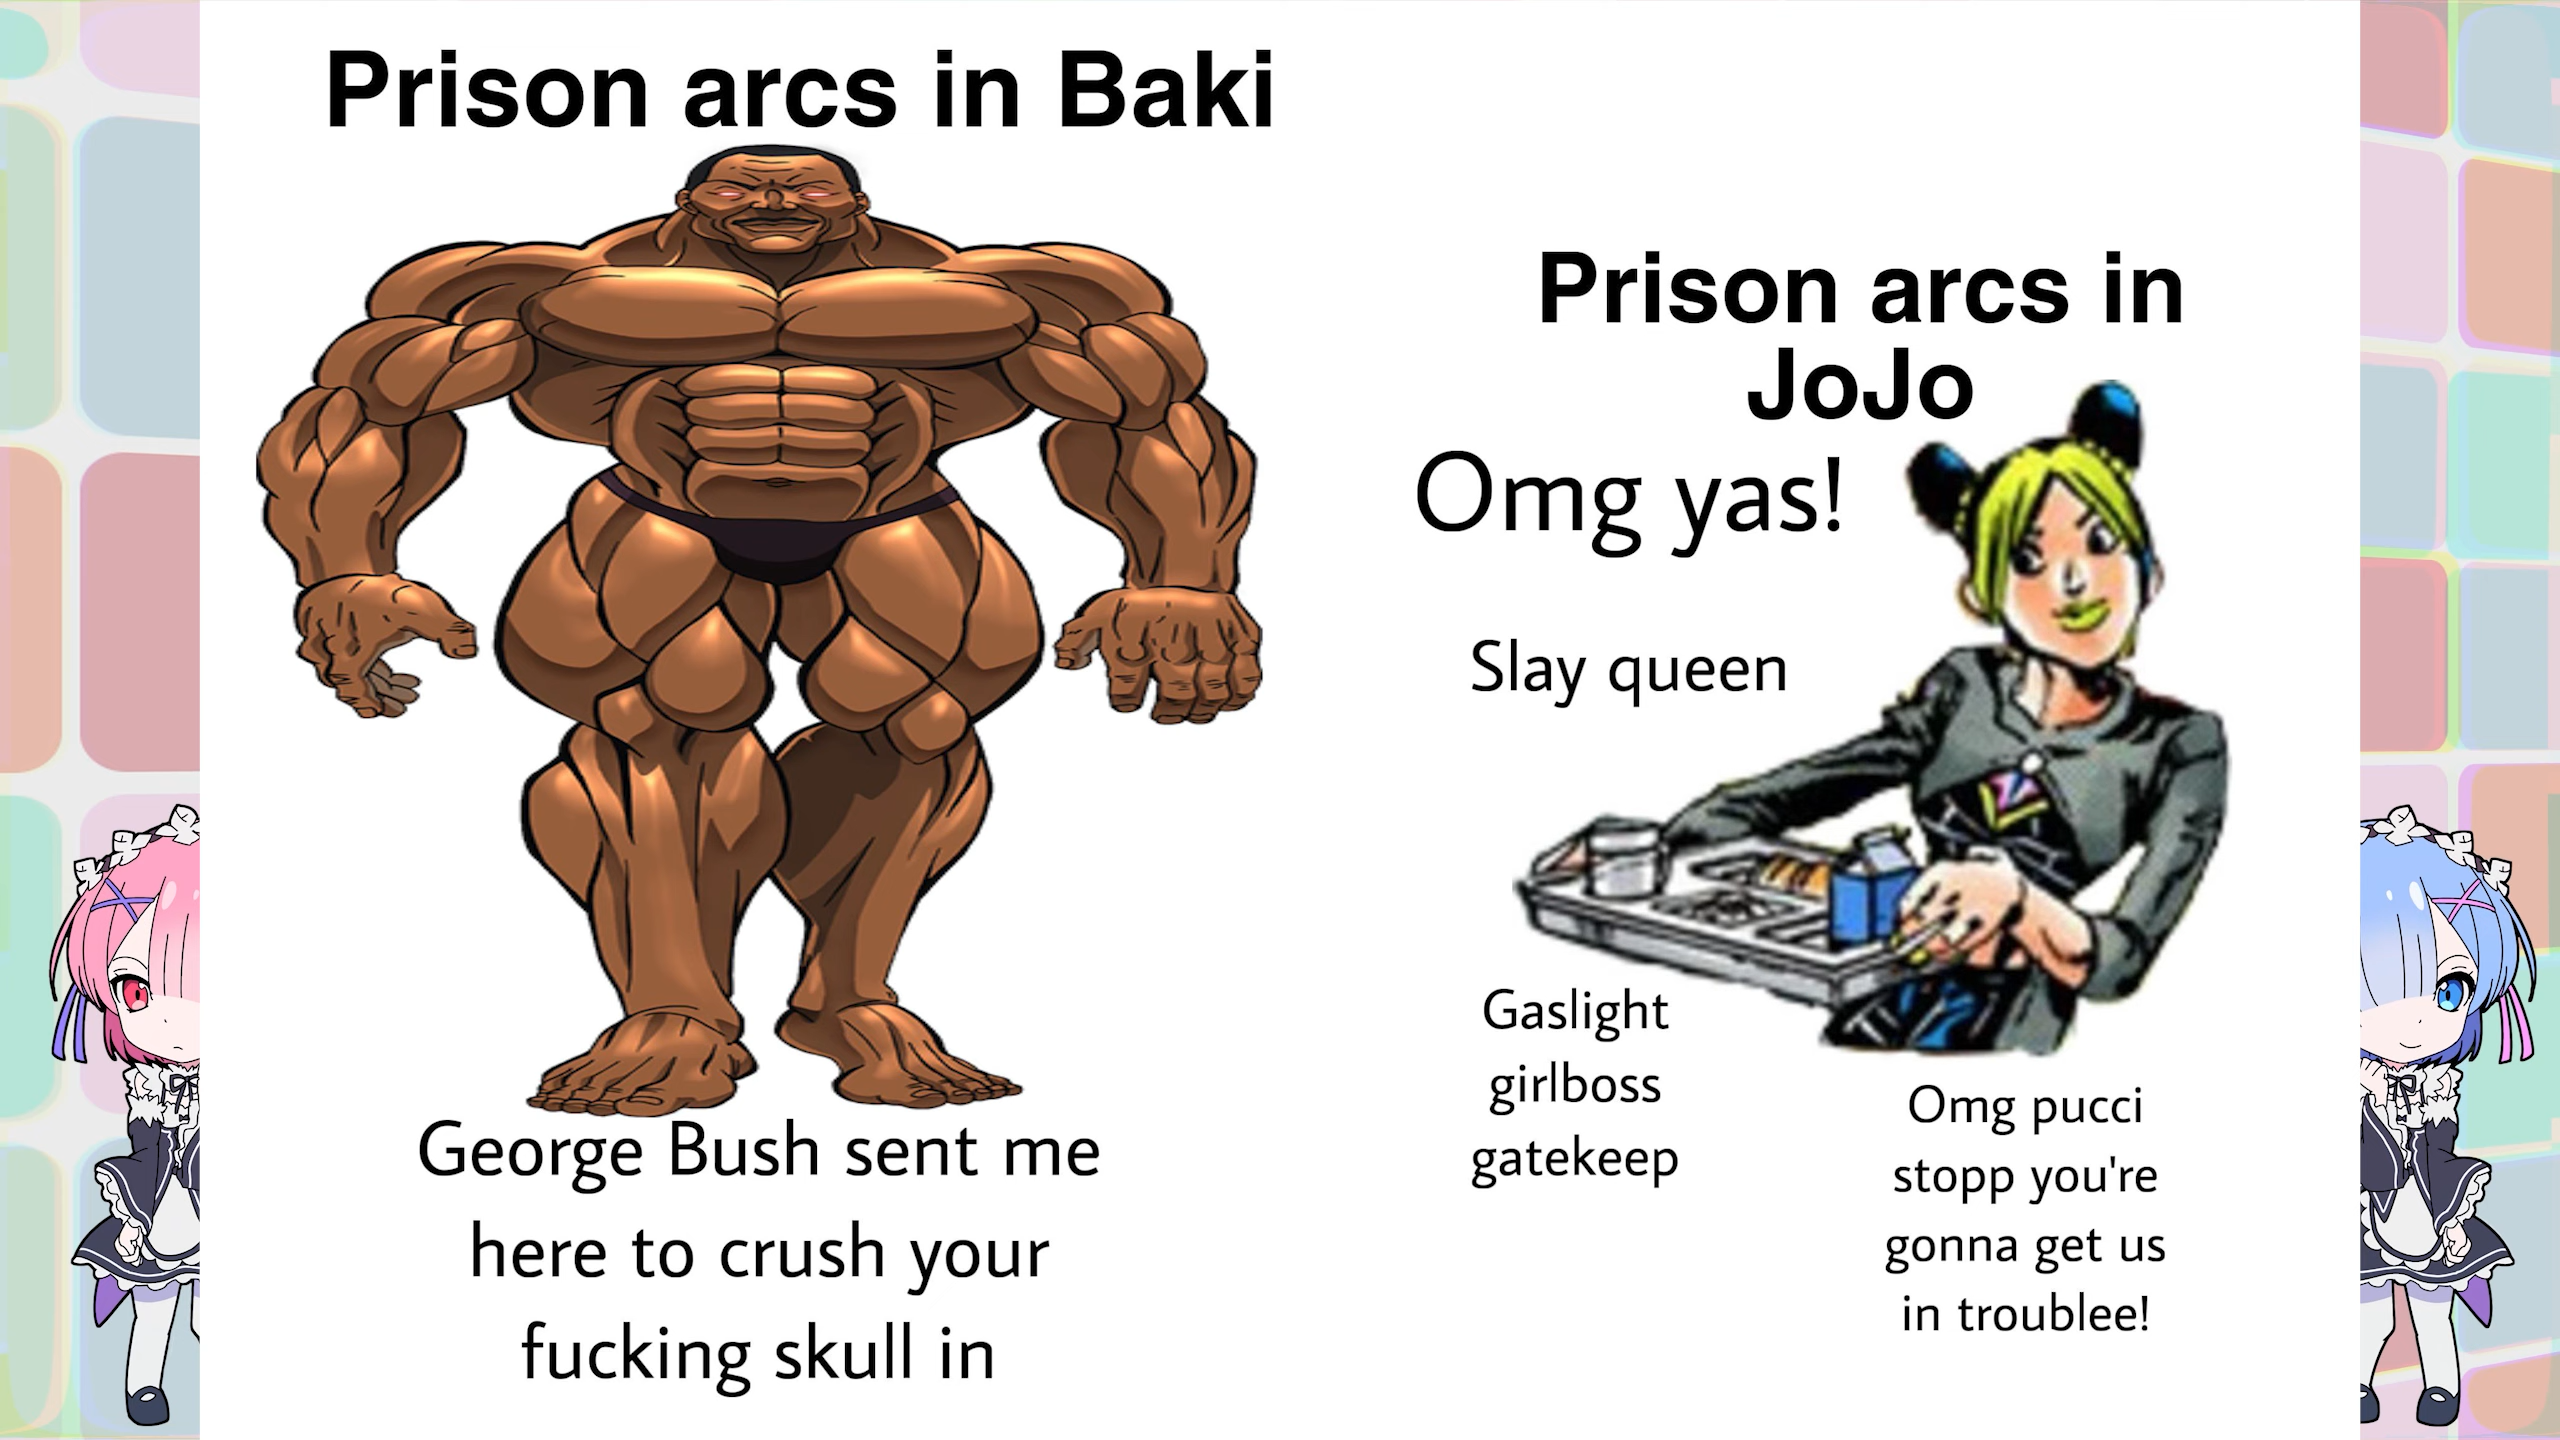 Prison arcs in Baki
George Bush sent me
here to crush your
fucking skull in
Prison arcs in
JoJo
Omg yas!
Slay queen
Gaslight
girlboss
gatekeep
Omg pucci
stopp you're
gonna get us
in troublee!